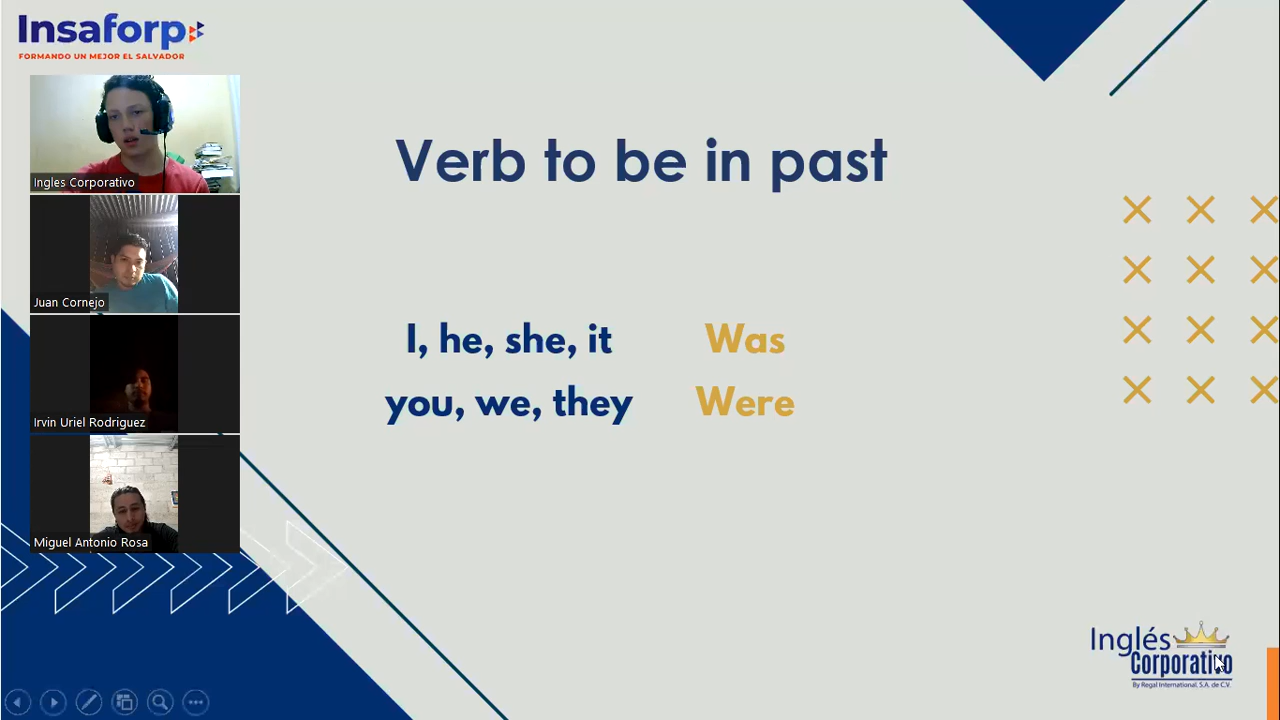 Insaforp
FORMANDO UN MEJOR EL SALVADOR
Ingles Corporativo
Juan Cornejo
Irvin Uriel Rodriguez
Miguel Antonio Rosa
Verb to be in past
I, he, she, it Was
you, we, they Were
Inglés
Corporativo
By Regal International, S.A. de C.V.